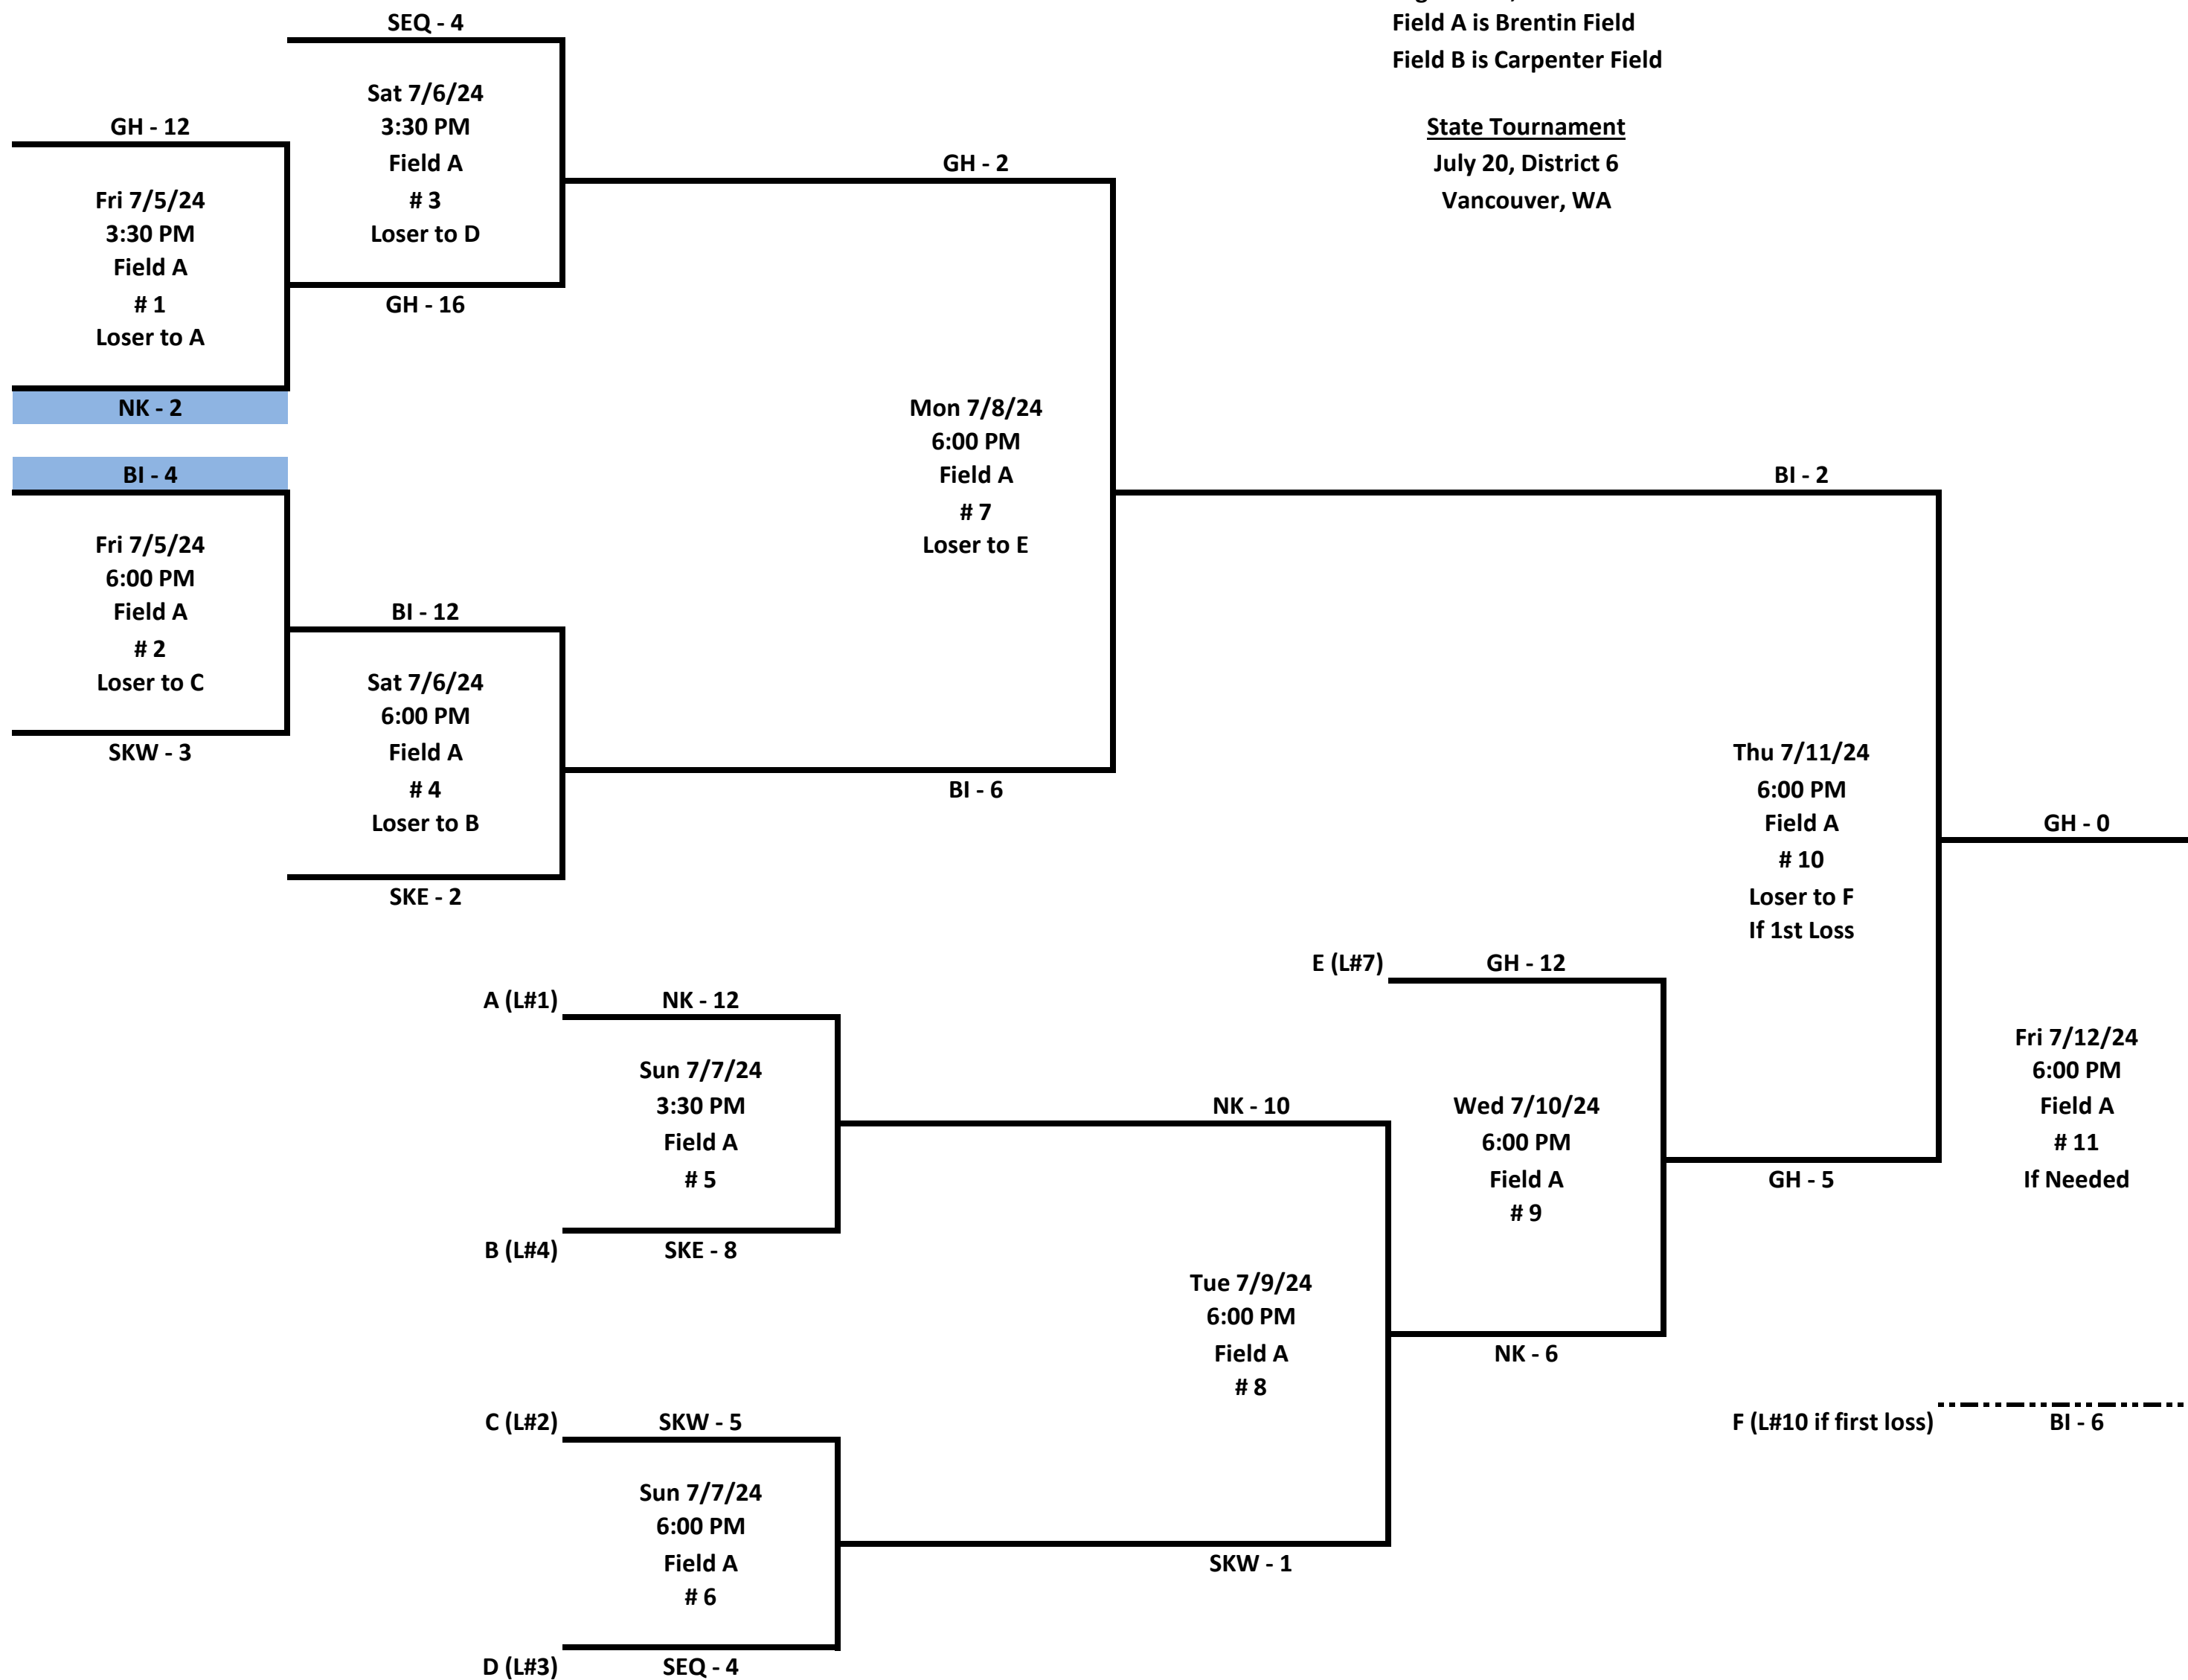 SEQ - 4
Field A is Brentin Field
Field B is Carpenter Field
Sat 7/6/24
3:30 PM
Field A
# 3
Loser to D
GH - 12
State Tournament
July 20, District 6
Vancouver, WA
GH - 2
Fri 7/5/24
3:30 PM
Field A
# 1
Loser to A
GH - 16
NK - 2
Mon 7/8/24
6:00 PM
Field A
# 7
Loser to E
BI - 4
BI - 2
Fri 7/5/24
6:00 PM
Field A
# 2
Loser to C
BI - 12
Sat 7/6/24
6:00 PM
Field A
# 4
Loser to B
SKW - 3
BI - 6
Thu 7/11/24
6:00 PM
Field A
# 10
Loser to F
If 1st Loss
GH - 0
SKE - 2
E (L#7)
GH - 12
A (L#1)
NK - 12
Sun 7/7/24
3:30 PM
Field A
# 5
NK - 10
Wed 7/10/24
6:00 PM
Field A
# 9
Fri 7/12/24
6:00 PM
Field A
# 11
If Needed
GH - 5
B (L#4)
SKE - 8
Tue 7/9/24
6:00 PM
Field A
# 8
NK - 6
C (L#2)
SKW - 5
F (L#10 if first loss)
BI - 6
Sun 7/7/24
6:00 PM
Field A
# 6
SKW - 1
D (L#3)
SEQ - 4